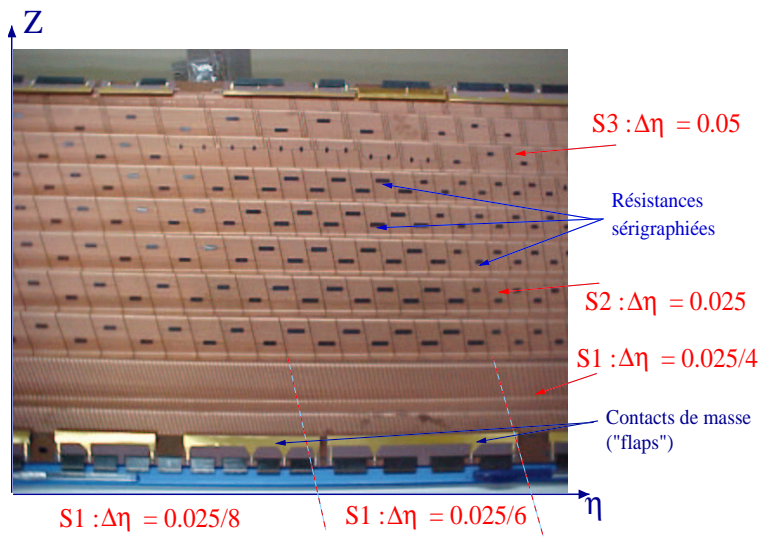 Z
S3 : Δη = 0.05
Résistances
sérigraphiées
S2 : Δη = 0.025
S1 : Δη = 0.025/4
Contacts de masse
("flaps")
η
S1 : Δη = 0.025/8
S1 : Δη = 0.025/6